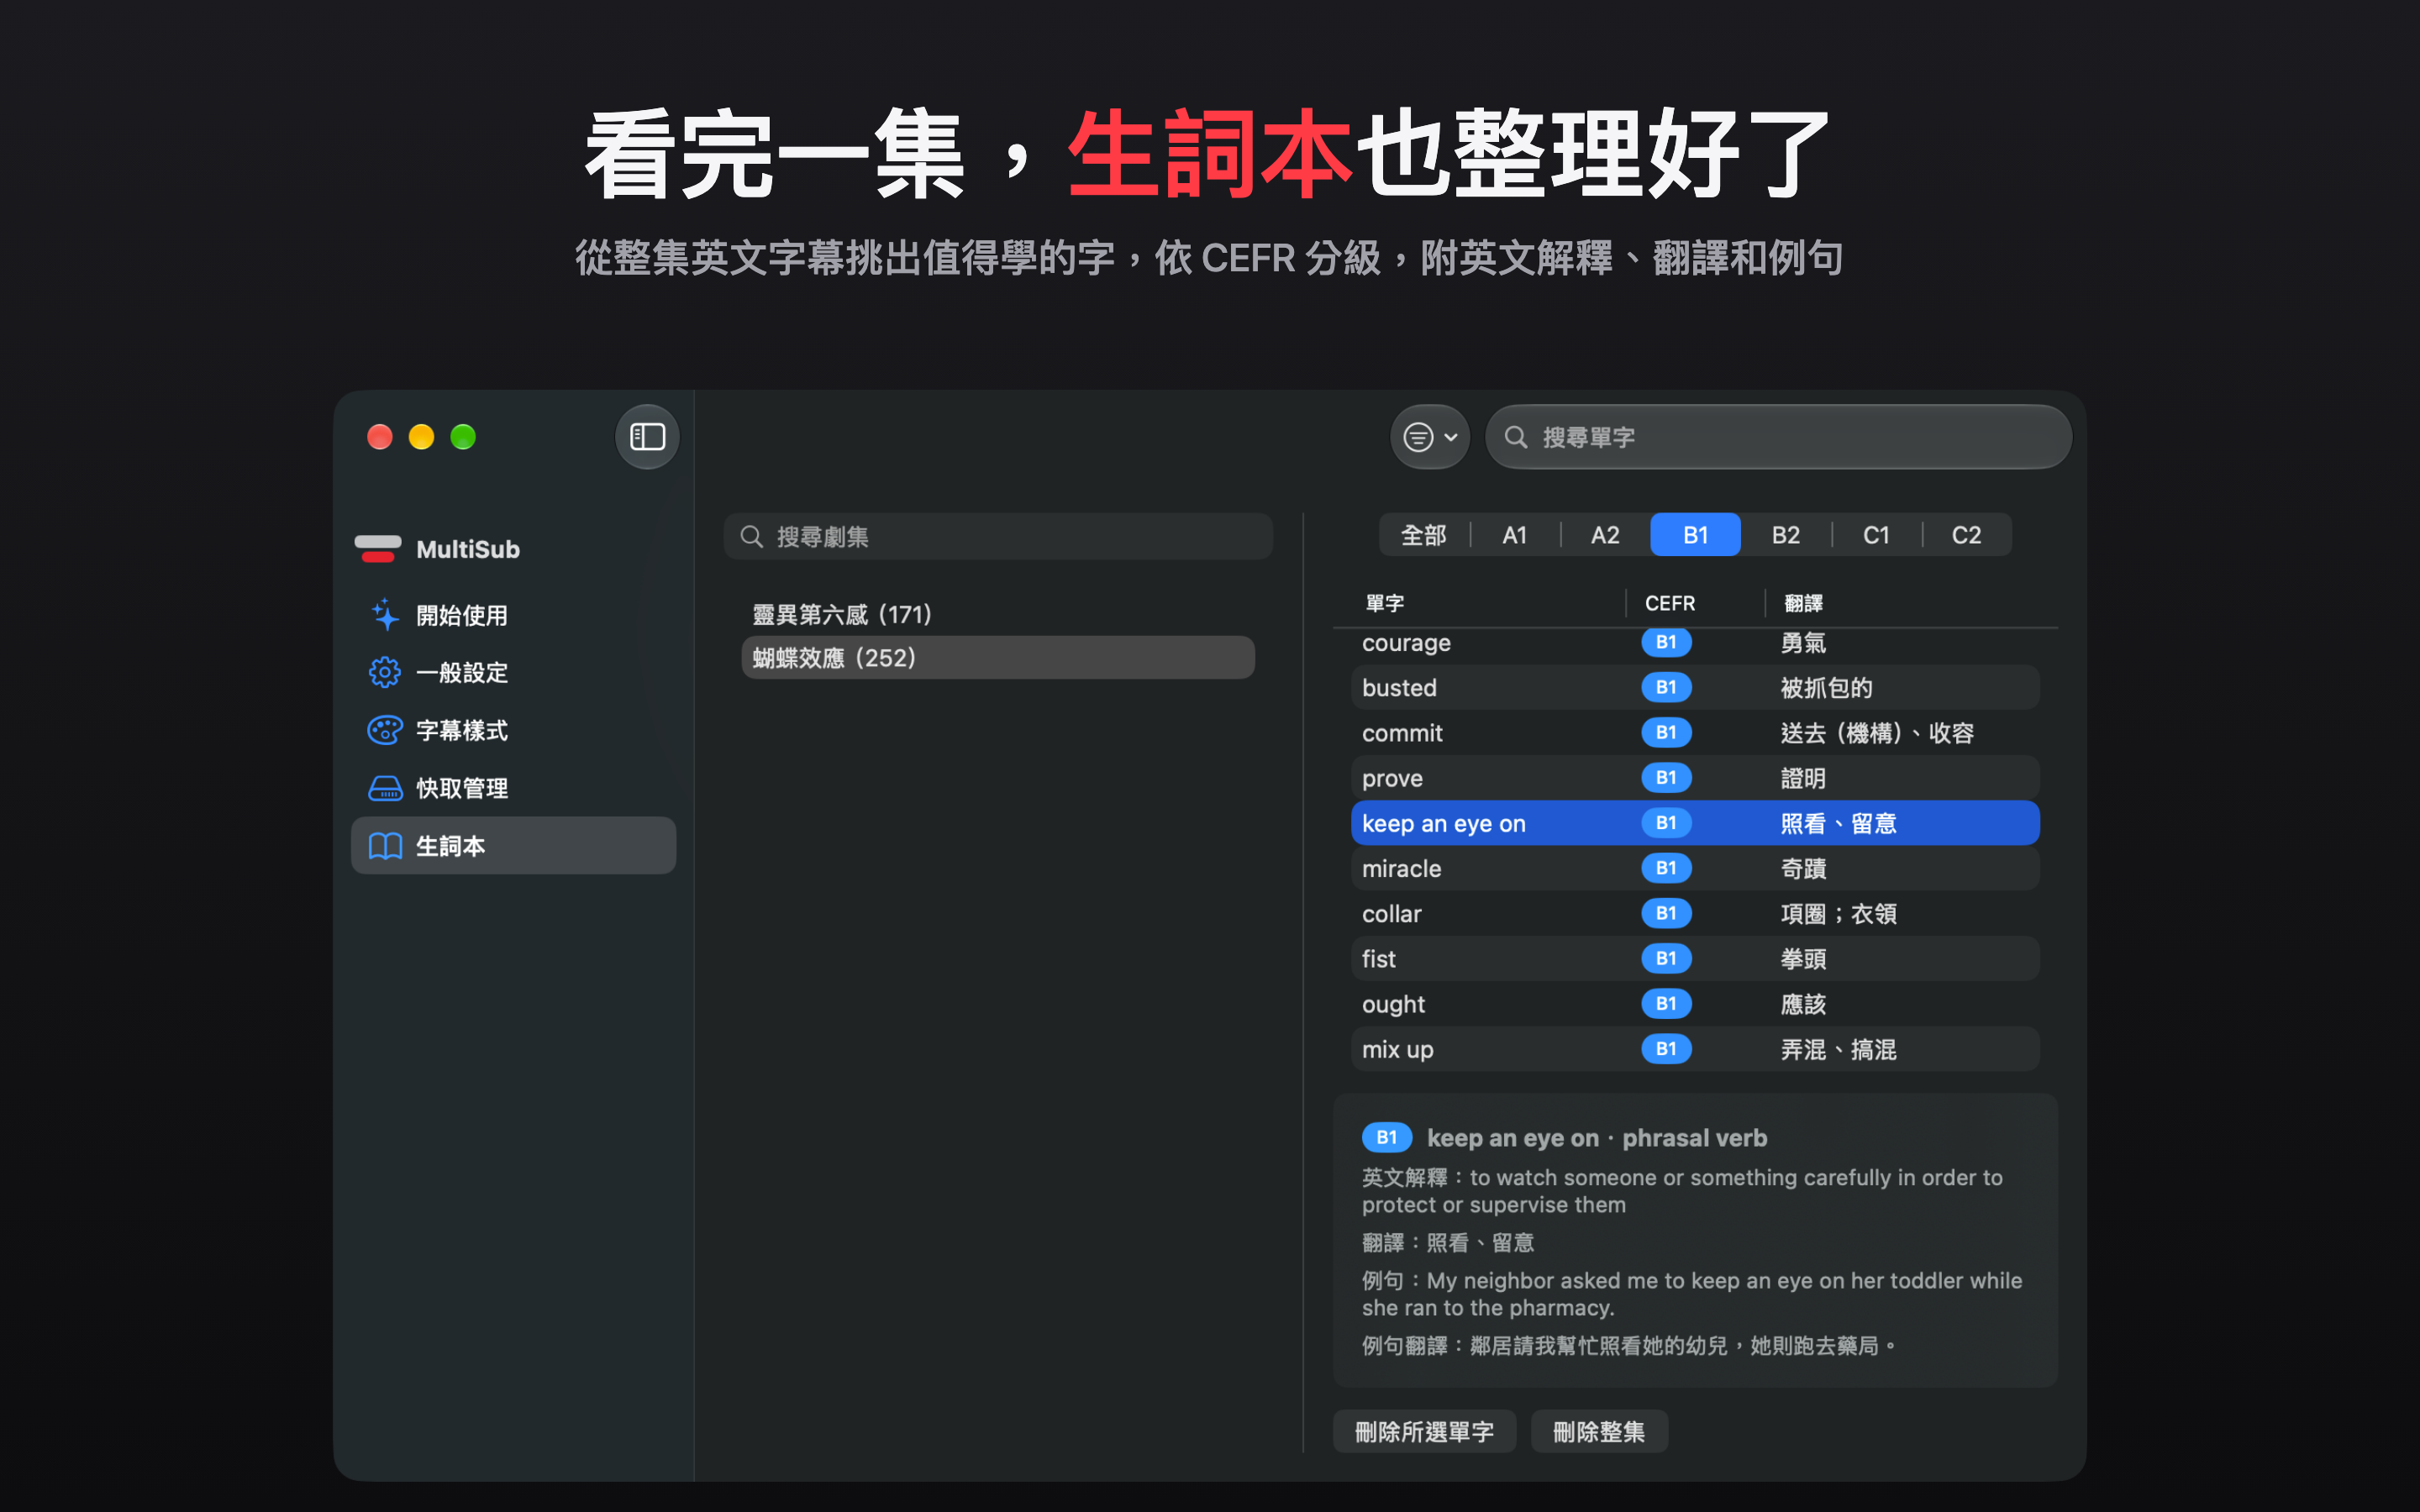 看完一集，生詞本也整理好了
從整集英文字幕挑出值得學的字，依 CEFR 分級，附英文解釋、翻譯和例句
搜尋單字
MultiSub
開始使用
一般設定
字幕樣式
快取管理
生詞本
搜尋劇集
靈異第六感 (171)
蝴蝶效應 (252)
全部 A1 A2 B1 B2 C1 C2
單字 CEFR 翻譯
courage B1 勇氣
busted B1 被抓包的
commit B1 送去（機構）、收容
prove B1 證明
keep an eye on B1 照看、留意
miracle B1 奇蹟
collar B1 項圈；衣領
fist B1 拳頭
ought B1 應該
mix up B1 弄混、搞混
B1 keep an eye on · phrasal verb
英文解釋：to watch someone or something carefully in order to
protect or supervise them
翻譯：照看、留意
例句：My neighbor asked me to keep an eye on her toddler while
she ran to the pharmacy.
例句翻譯：鄰居請我幫忙照看她的幼兒，她則跑去藥局。
刪除所選單字 刪除整集